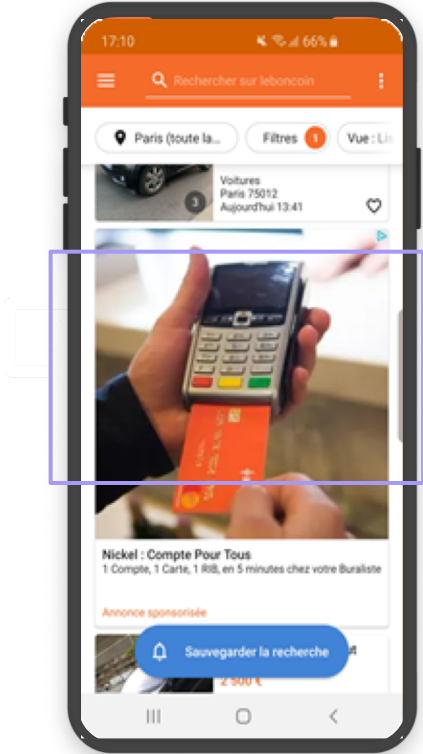 17:10
66%
Rechercher sur leboncoin
Paris (toute la...
Filtres 1
Vue : Lis
3
Voitures
Paris 75012
Aujourd'hui 13:41
Nickel : Compte Pour Tous
1 Compte, 1 Carte, 1 RIB, en 5 minutes chez votre Buraliste
Annonce sponsorisée
Sauvegarder la recherche
2 500 €